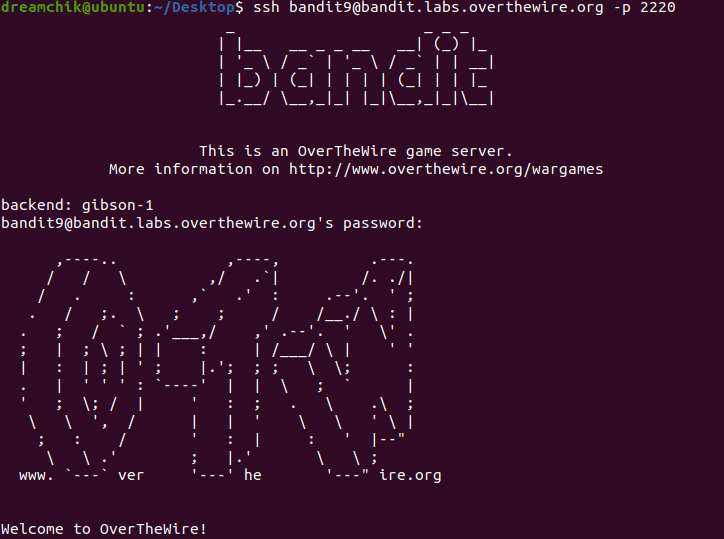 dreamchik@ubuntu:~/Desktop$ ssh bandit9@bandit.labs.overthewire.org -p 2220
bandit
This is an OverTheWire game server.
More information on http://www.overthewire.org/wargames
backend: gibson-1
bandit9@bandit.labs.overthewire.org's password:
www. ver he ire.org
Welcome to OverTheWire!